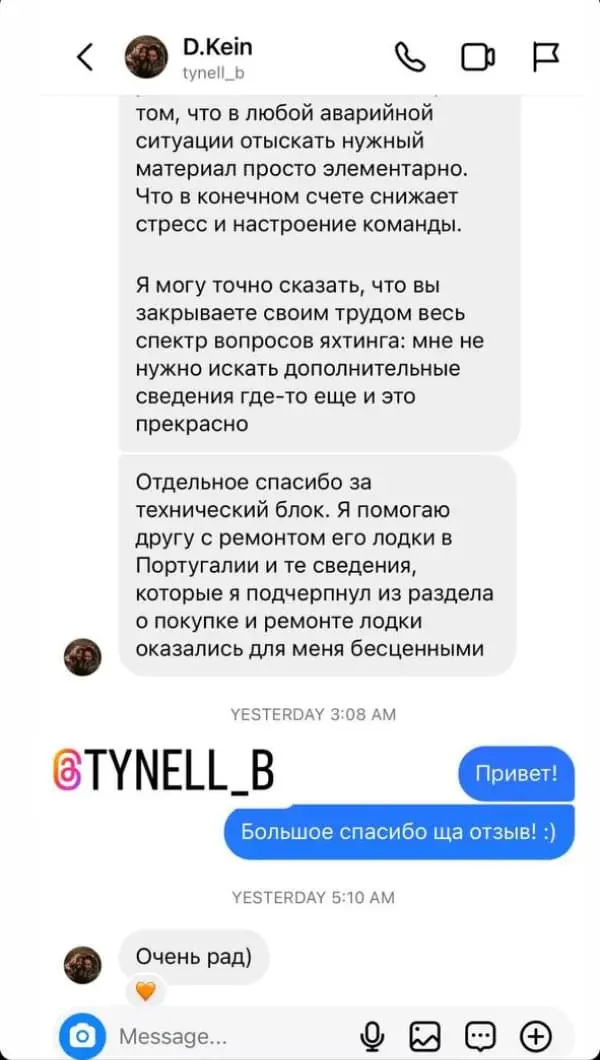 D.Kein
tynell_b
том, что в любой аварийной
ситуации отыскать нужный
материал просто элементарно.
Что в конечном счете снижает
стресс и настроение команды.
Я могу точно сказать, что вы
закрываете своим трудом весь
спектр вопросов яхтинга: мне не
нужно искать дополнительные
сведения где-то еще и это
прекрасно
Отдельное спасибо за
технический блок. Я помогаю
другу с ремонтом его лодки в
Португалии и те сведения,
которые я подчерпнул из раздела
о покупке и ремонте лодки
оказались для меня бесценными
YESTERDAY 3:08 AM
@TYNELL_B
Привет!
Большое спасибо ща отзыв! :)
YESTERDAY 5:10 AM
Очень рад)
Message...